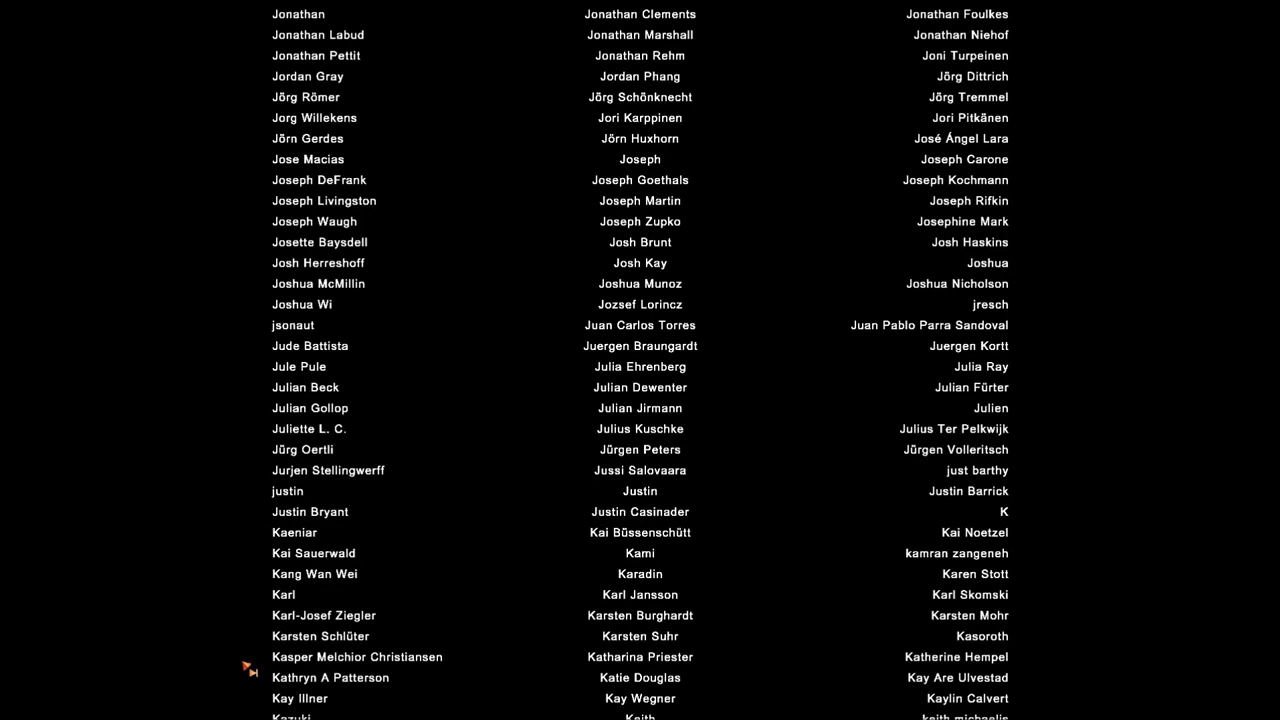 Jonathan Jonathan Clements Jonathan Foulkes
Jonathan Labud Jonathan Marshall Jonathan Niehof
Jonathan Pettit Jonathan Rehm Joni Turpeinen
Jordan Gray Jordan Phang Jörg Dittrich
Jörg Römer Jörg Schönknecht Jörg Tremmel
Jorg Willekens Jori Karppinen Jori Pitkänen
Jörn Gerdes Jörn Huxhorn José Ángel Lara
Jose Macias Joseph Joseph Carone
Joseph DeFrank Joseph Goethals Joseph Kochmann
Joseph Livingston Joseph Martin Joseph Rifkin
Joseph Waugh Joseph Zupko Josephine Mark
Josette Baysdell Josh Brunt Josh Haskins
Josh Herreshoff Josh Kay Joshua
Joshua McMillin Joshua Munoz Joshua Nicholson
Joshua Wi Jozsef Lorincz jresch
jsonaut Juan Carlos Torres Juan Pablo Parra Sandoval
Jude Battista Juergen Braungardt Juergen Kortt
Jule Pule Julia Ehrenberg Julia Ray
Julian Beck Julian Dewenter Julian Fürter
Julian Gollop Julian Jirmann Julien
Juliette L. C. Julius Kuschke Julius Ter Pelkwijk
Jürg Oertli Jürgen Peters Jürgen Volleritsch
Jurjen Stellingwerff Jussi Salovaara just barthy
justin Justin Justin Barrick
Justin Bryant Justin Casinader K
Kaeniar Kai Büssenschütt Kai Noetzel
Kai Sauerwald Kami kamran zangeneh
Kang Wan Wei Karadin Karen Stott
Karl Karl Jansson Karl Skomski
Karl-Josef Ziegler Karsten Burghardt Karsten Mohr
Karsten Schlüter Karsten Suhr Kasoroth
Kasper Melchior Christiansen Katharina Priester Katherine Hempel
Kathryn A Patterson Katie Douglas Kay Are Ulvestad
Kay Illner Kay Wegner Kaylin Calvert
Kazuki Keith keith michaelis